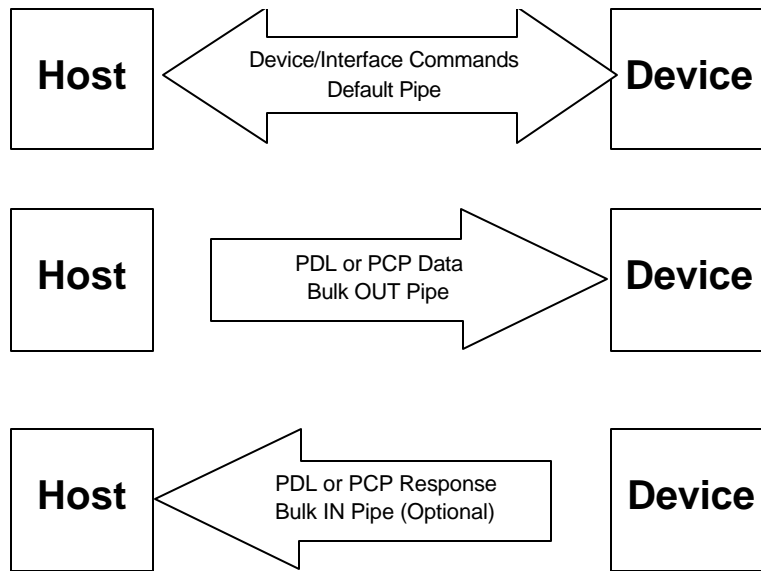 Host
Device/Interface Commands
Default Pipe
Device
Host
PDL or PCP Data
Bulk OUT Pipe
Device
Host
PDL or PCP Response
Bulk IN Pipe (Optional)
Device